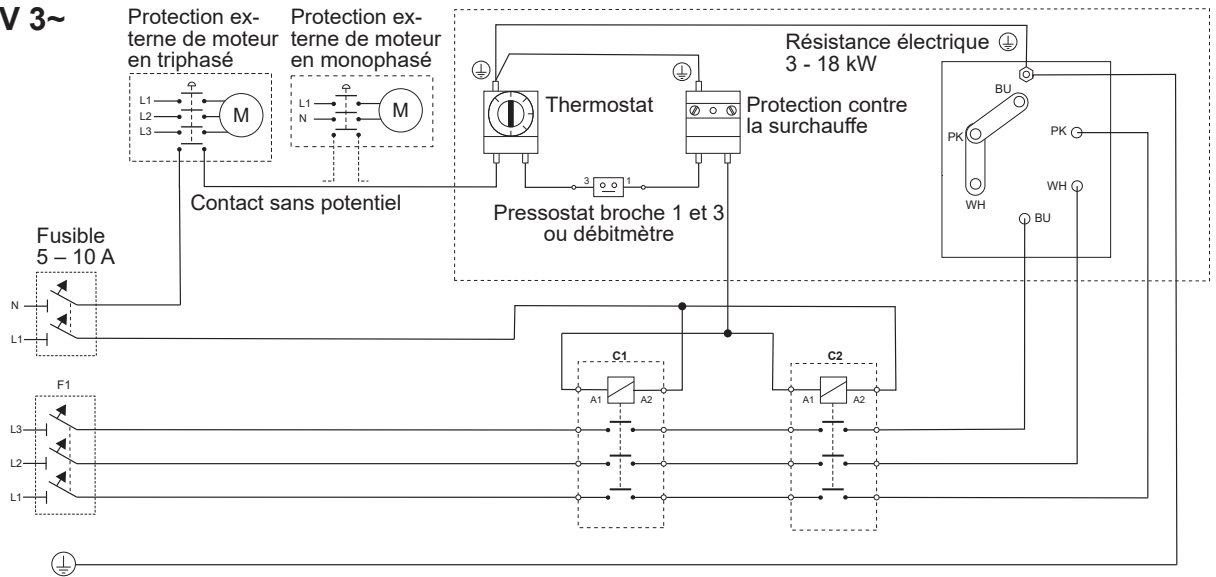 V 3~
Protection ex-
terne de moteur
en triphasé
Protection ex-
terne de moteur
en monophasé
L1
L2
L3
M
L1
N
M
Contact sans potentiel
Thermostat
Protection contre
la surchauffe
3
1
Pressostat broche 1 et 3
ou débitmètre
Résistance électrique
3 - 18 kW
BU
PK
WH
PK
WH
BU
Fusible
5 – 10 A
N
L1
F1
L3
L2
L1
C1
A1
A2
C2
A1
A2